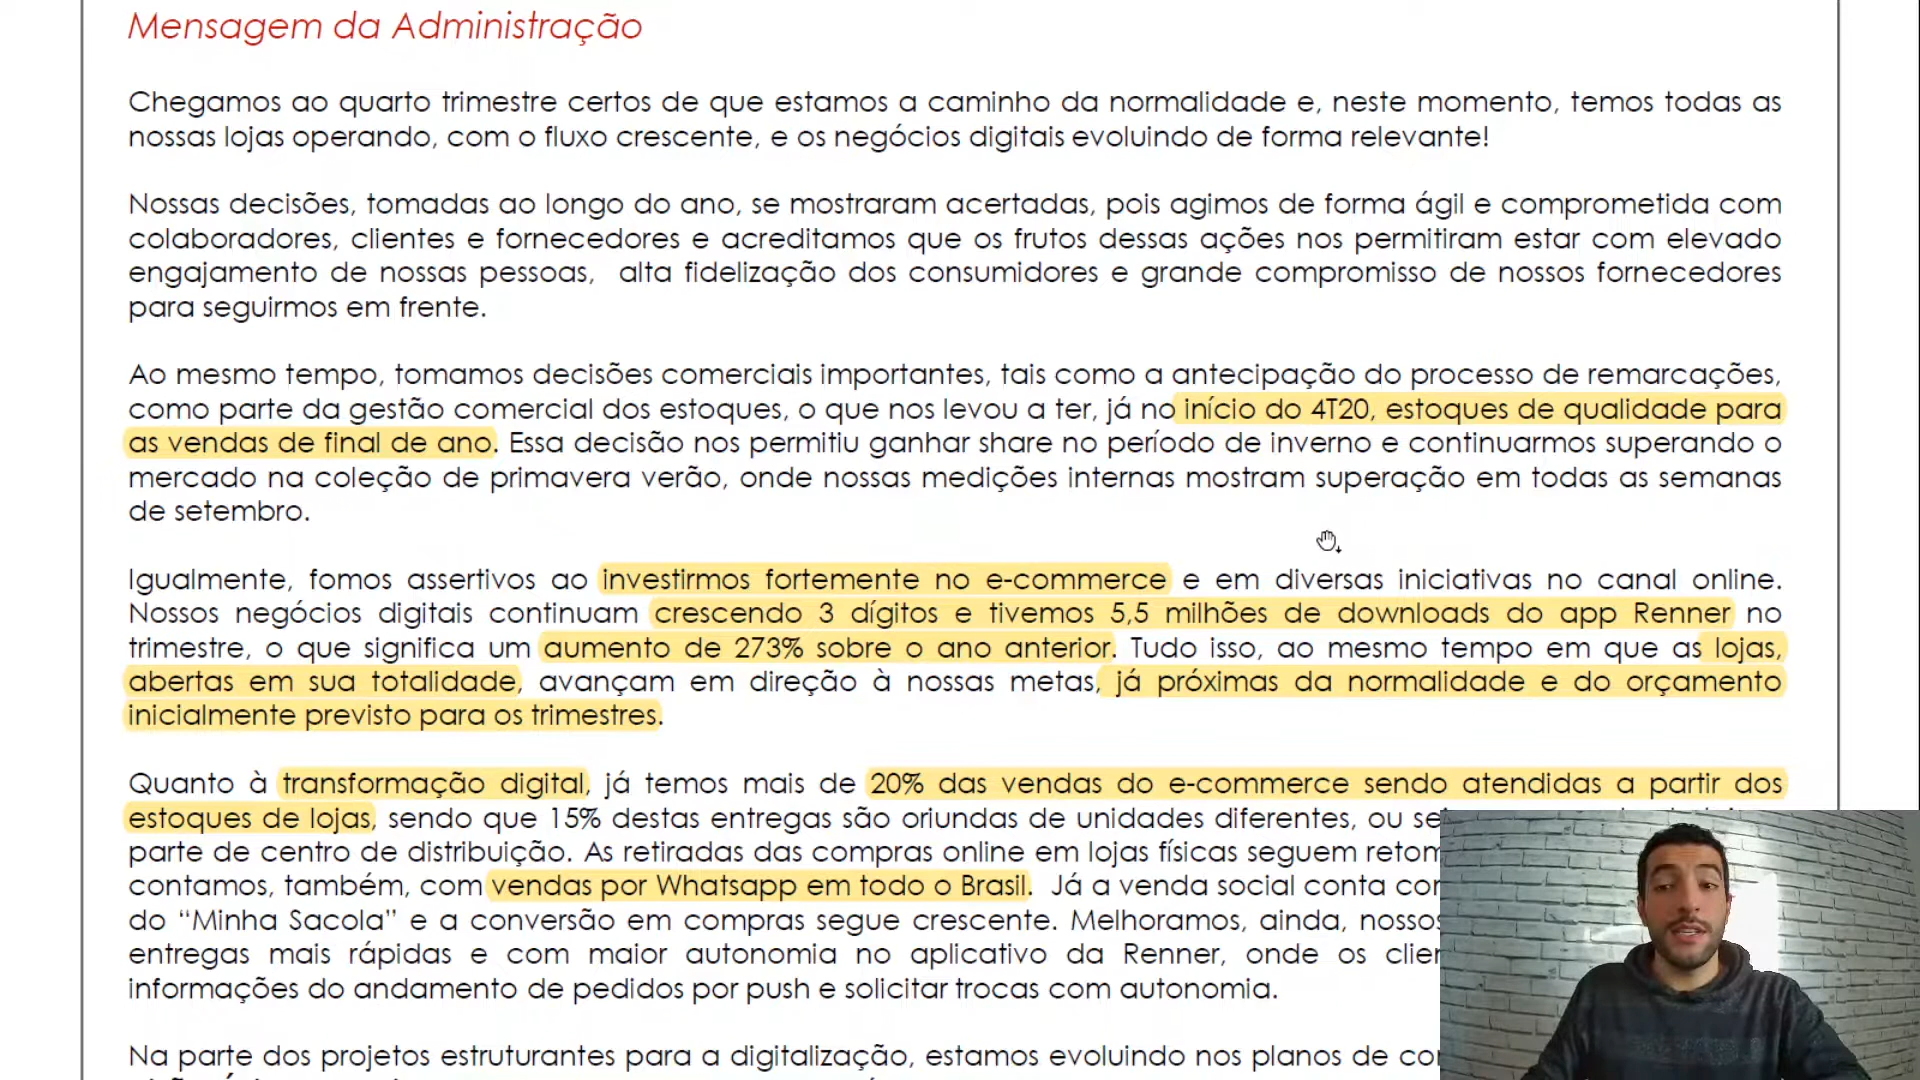 Mensagem da Administração
Chegamos ao quarto trimestre certos de que estamos a caminho da normalidade e, neste momento, temos todas as
nossas lojas operando, com o fluxo crescente, e os negócios digitais evoluindo de forma relevante!
Nossas decisões, tomadas ao longo do ano, se mostraram acertadas, pois agimos de forma ágil e comprometida com
colaboradores, clientes e fornecedores e acreditamos que os frutos dessas ações nos permitiram estar com elevado
engajamento de nossas pessoas, alta fidelização dos consumidores e grande compromisso de nossos fornecedores
para seguirmos em frente.
Ao mesmo tempo, tomamos decisões comerciais importantes, tais como a antecipação do processo de remarcações,
como parte da gestão comercial dos estoques, o que nos levou a ter, já no início do 4T20, estoques de qualidade para
as vendas de final de ano. Essa decisão nos permitiu ganhar share no período de inverno e continuarmos superando o
mercado na coleção de primavera verão, onde nossas medições internas mostram superação em todas as semanas
de setembro.
Igualmente, fomos assertivos ao investirmos fortemente no e-commerce e em diversas iniciativas no canal online.
Nossos negócios digitais continuam crescendo 3 dígitos e tivemos 5,5 milhões de downloads do app Renner no
trimestre, o que significa um aumento de 273% sobre o ano anterior. Tudo isso, ao mesmo tempo em que as lojas,
abertas em sua totalidade, avançam em direção à nossas metas, já próximas da normalidade e do orçamento
inicialmente previsto para os trimestres.
Quanto à transformação digital, já temos mais de 20% das vendas do e-commerce sendo atendidas a partir dos
estoques de lojas, sendo que 15% destas entregas são oriundas de unidades diferentes, ou se
parte de centro de distribuição. As retiradas das compras online em lojas físicas seguem
contamos, também, com vendas por Whatsapp em todo o Brasil. Já a venda social conta
do “Minha Sacola” e a conversão em compras segue crescente. Melhoramos, ainda, nossos
entregas mais rápidas e com maior autonomia no aplicativo da Renner, onde os
informações do andamento de pedidos por push e solicitar trocas com autonomia.
Na parte dos projetos estruturantes para a digitalização, estamos evoluindo nos planos de